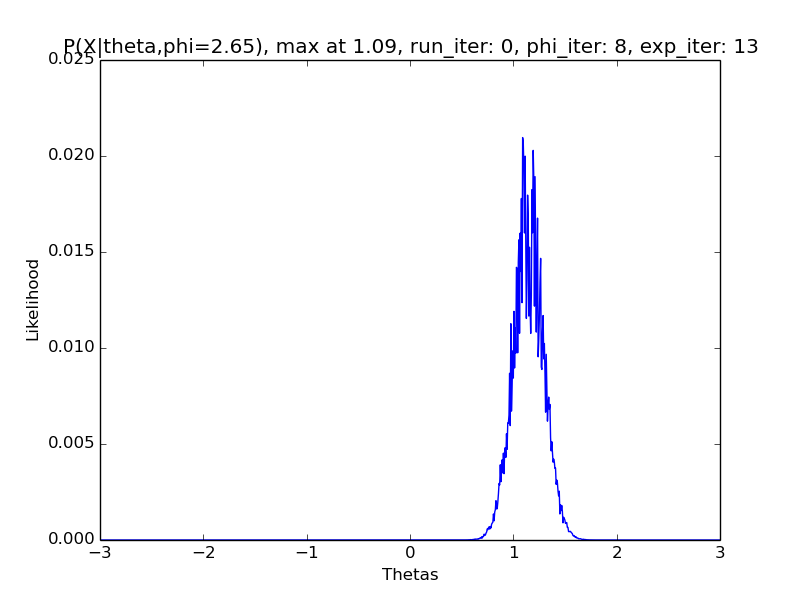 P(X|theta,phi=2.65), max at 1.09, run_iter: 0, phi_iter: 8, exp_iter: 13
0.025
0.020
0.015
0.010
0.005
0.000
Likelihood
−3 −2 −1 0 1 2 3
Thetas